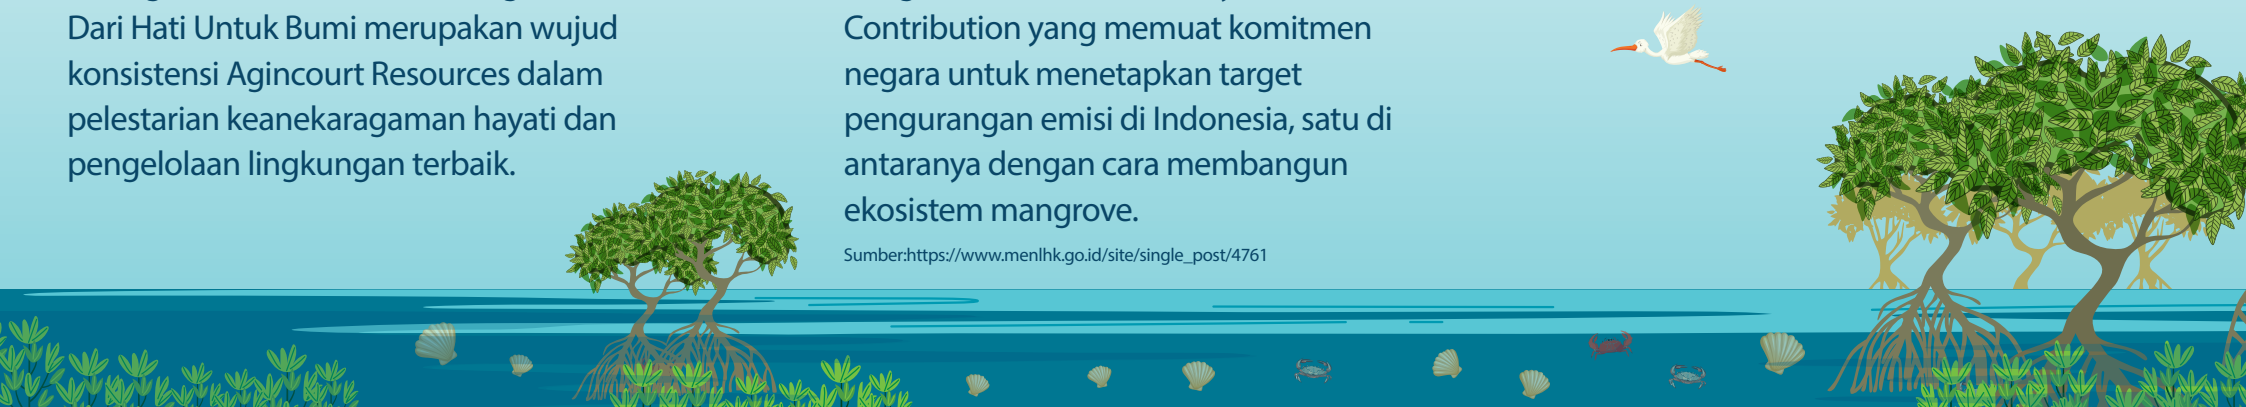 Dari Hati Untuk Bumi merupakan wujud
konsistensi Agincourt Resources dalam
pelestarian keanekaragaman hayati dan
pengelolaan lingkungan terbaik.
Contribution yang memuat komitmen
negara untuk menetapkan target
pengurangan emisi di Indonesia, satu di
antaranya dengan cara membangun
ekosistem mangrove.
Sumber:https://www.menlhk.go.id/site/single_post/4761